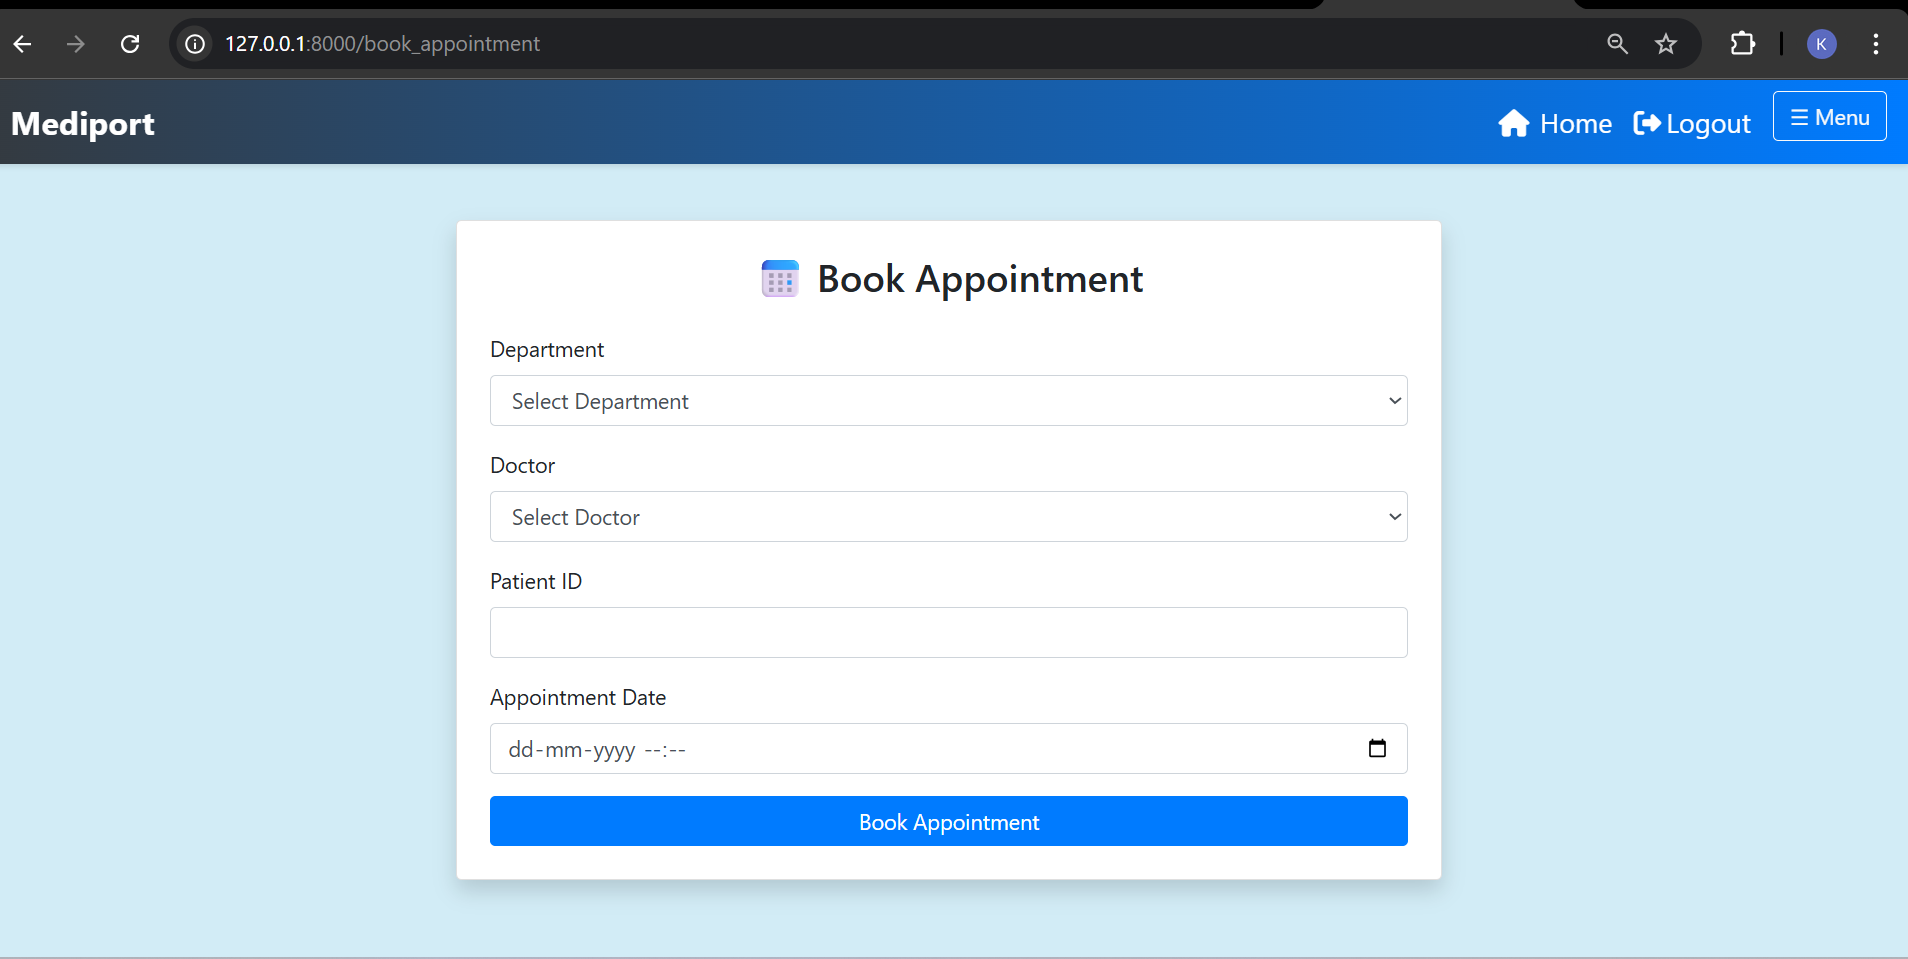 127.0.0.1:8000/book_appointment
K
Mediport
Home
Logout
☰ Menu
Book Appointment
Department
Select Department
Doctor
Select Doctor
Patient ID
Appointment Date
dd-mm-yyyy --:--
Book Appointment